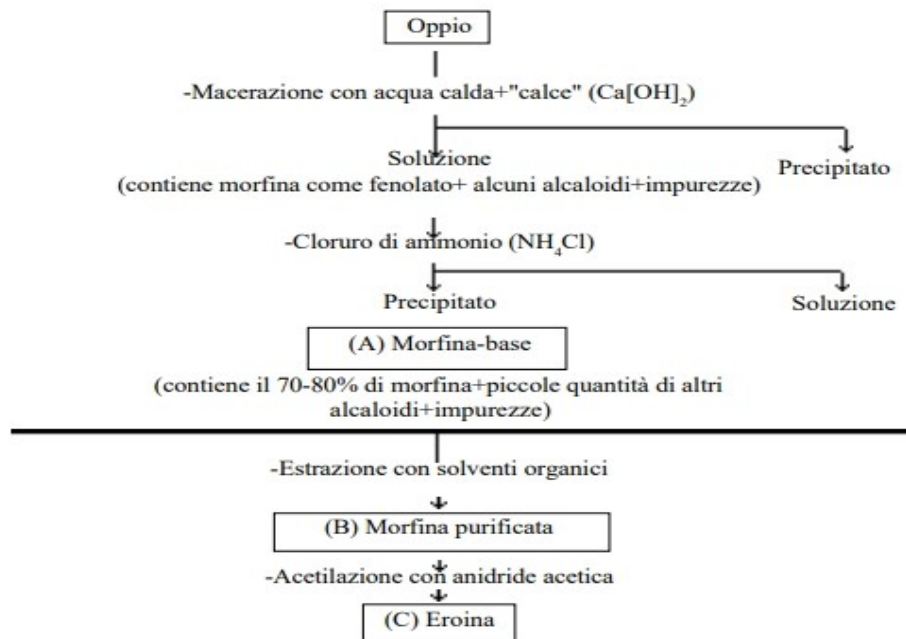 Oppio
-Macerazione con acqua calda+"calce" (Ca[OH]₂)
Soluzione
Precipitato
(contiene morfina come fenolato+ alcuni alcaloidi+impurezze)
-Cloruro di ammonio (NH₄Cl)
Precipitato
Soluzione
(A) Morfina-base
(contiene il 70-80% di morfina+piccole quantità di altri
alcaloidi+impurezze)
-Estrazione con solventi organici
(B) Morfina purificata
-Acetilazione con anidride acetica
(C) Eroina